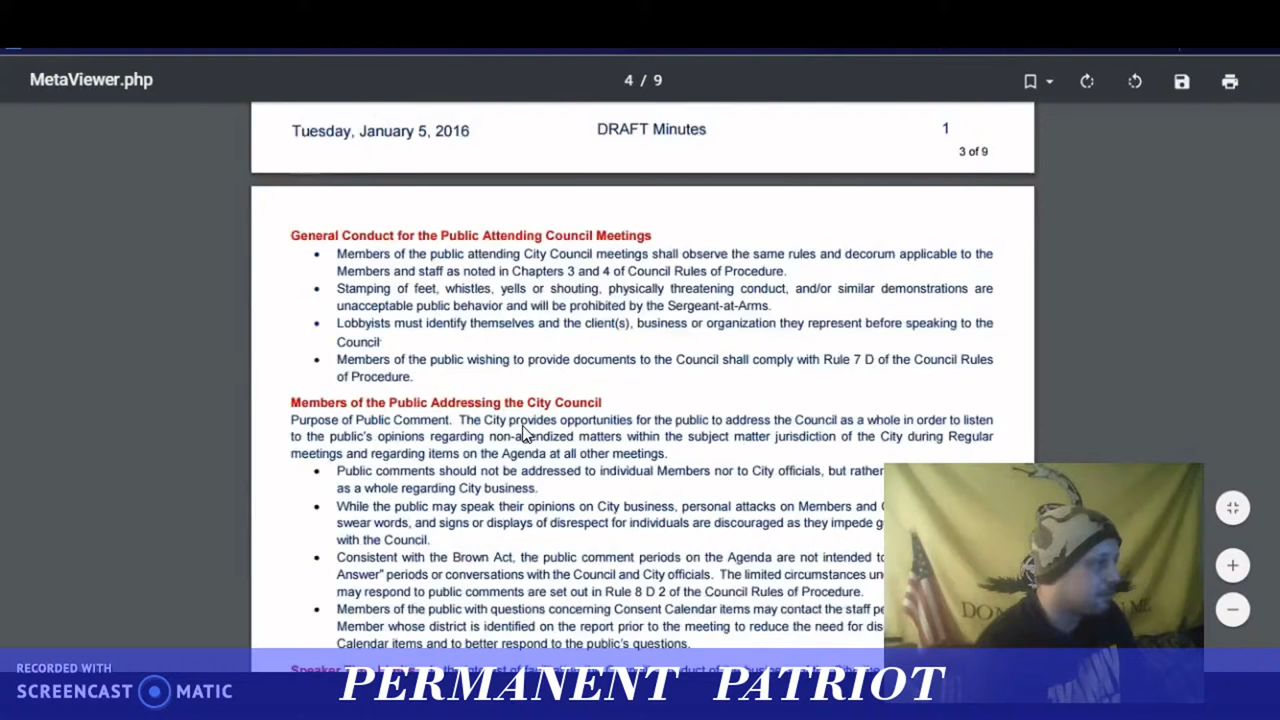 MetaViewer.php
4 / 9
Tuesday, January 5, 2016 DRAFT Minutes 1
3 of 9
General Conduct for the Public Attending Council Meetings
• Members of the public attending City Council meetings shall observe the same rules and decorum applicable to the
Members and staff as noted in Chapters 3 and 4 of Council Rules of Procedure.
• Stamping of feet, whistles, yells or shouting, physically threatening conduct, and/or similar demonstrations are
unacceptable public behavior and will be prohibited by the Sergeant-at-Arms.
• Lobbyists must identify themselves and the client(s), business or organization they represent before speaking to the
Council
• Members of the public wishing to provide documents to the Council shall comply with Rule 7 D of the Council Rules
of Procedure.
Members of the Public Addressing the City Council
Purpose of Public Comment. The City provides opportunities for the public to address the Council as a whole in order to listen
to the public's opinions regarding non-agendized matters within the subject matter jurisdiction of the City during Regular
meetings and regarding items on the Agenda at all other meetings.
• Public comments should not be addressed to individual Members nor to City officials, but rather
as a whole regarding City business.
• While the public may speak their opinions on City business, personal attacks on Members and
swear words, and signs or displays of disrespect for individuals are discouraged as they impede
with the Council.
• Consistent with the Brown Act, the public comment periods on the Agenda are not intended to
Answer" periods or conversations with the Council and City officials. The limited circumstances
may respond to public comments are set out in Rule 8 D 2 of the Council Rules of Procedure.
• Members of the public with questions concerning Consent Calendar items may contact the staff
Member whose district is identified on the report prior to the meeting to reduce the need for
Calendar items and to better respond to the public's questions.
RECORDED WITH
SCREENCAST MATIC
PERMANENT PATRIOT